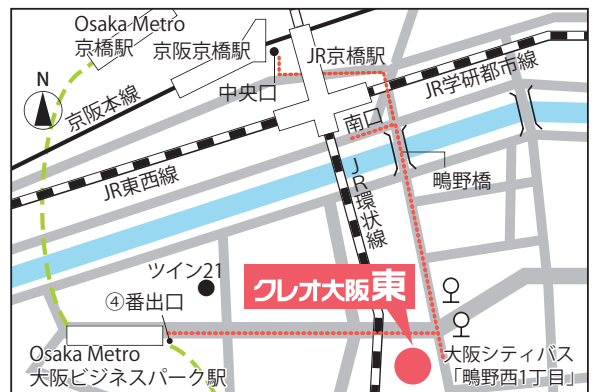 Osaka Metro
京橋駅
京阪京橋駅
JR京橋駅
中央口
N
京阪本線
JR学研都市線
南口
JR東西線
鴫野橋
JR環状線
ツイン21
④番出口
クレオ大阪東
Osaka Metro
大阪ビジネスパーク駅
大阪シティバス
「鴫野西1丁目」